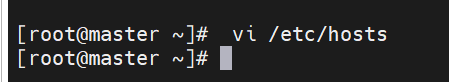 [root@master ~]#  vi /etc/hosts
[root@master ~]#